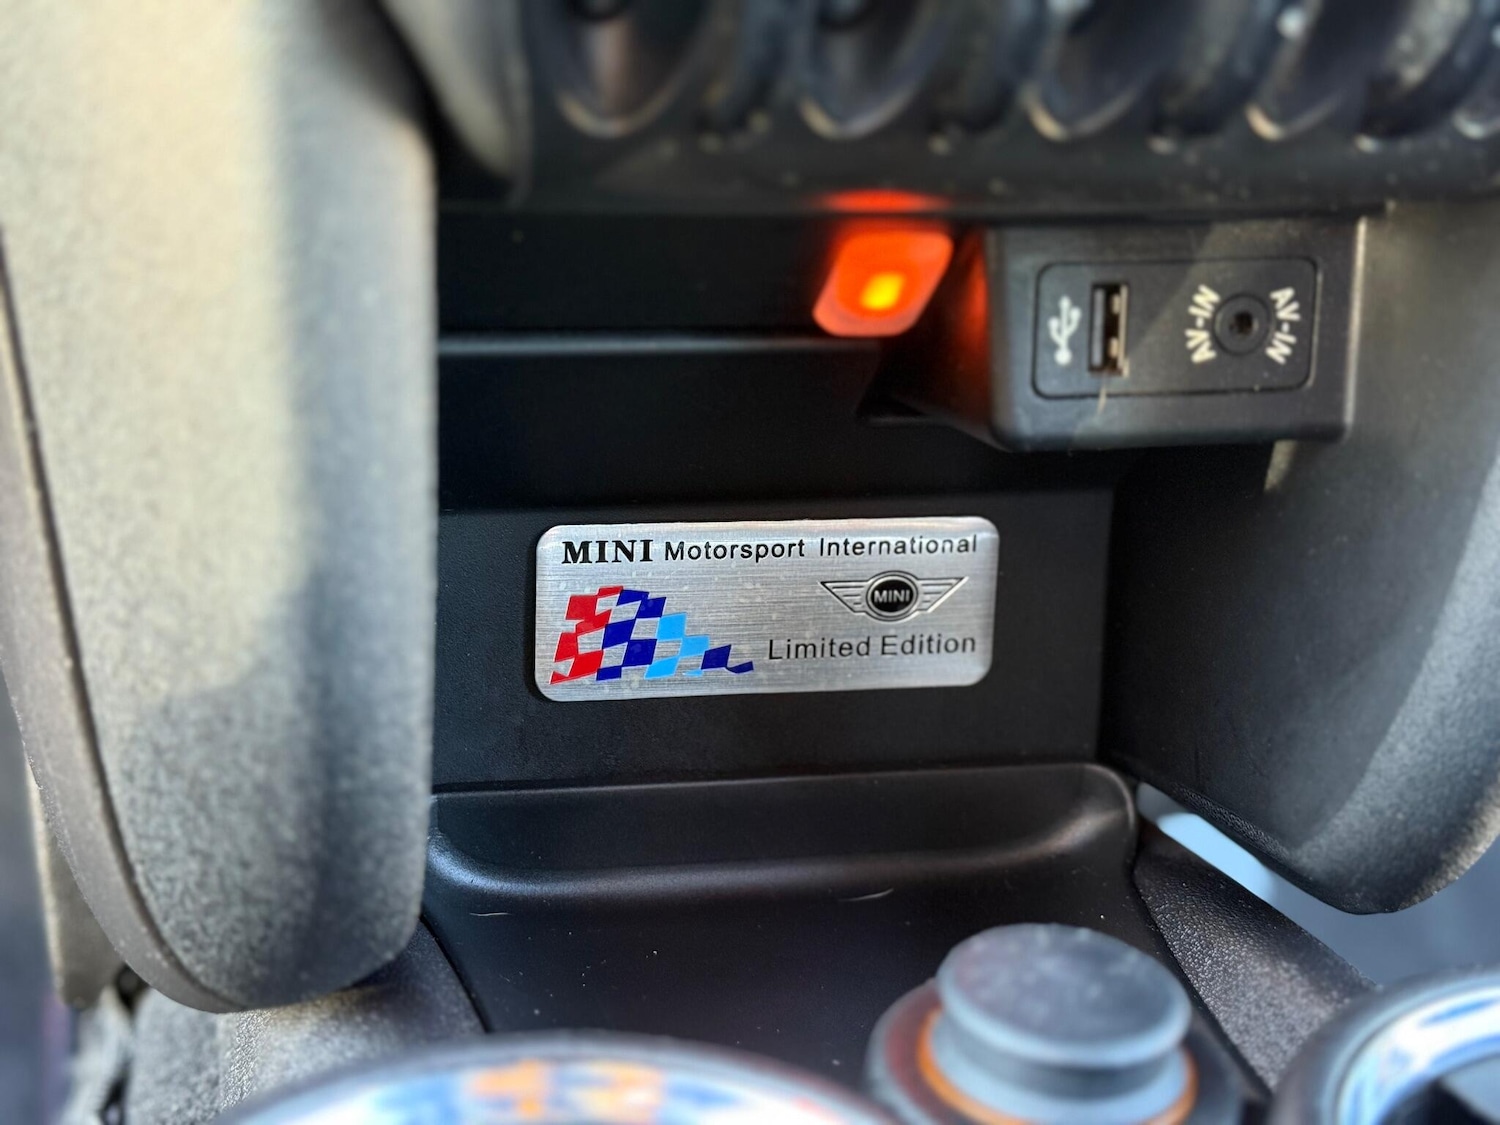 AV-IN
AV-IN
MINI Motorsport International
MINI
Limited Edition